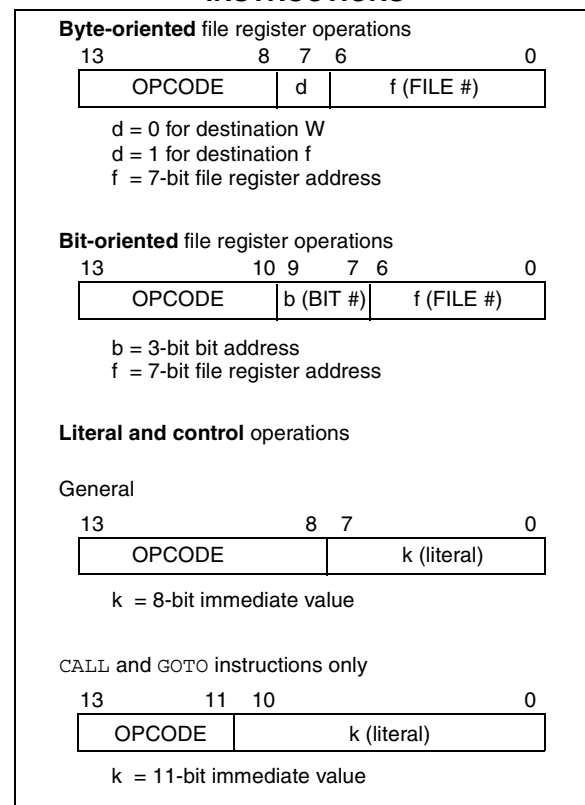 Byte-oriented file register operations
13 8 7 6 0
OPCODE d f (FILE #)
d = 0 for destination W
d = 1 for destination f
f = 7-bit file register address
Bit-oriented file register operations
13 10 9 7 6 0
OPCODE b (BIT #) f (FILE #)
b = 3-bit bit address
f = 7-bit file register address
Literal and control operations
General
13 8 7 0
OPCODE k (literal)
k = 8-bit immediate value
CALL and GOTO instructions only
13 11 10 0
OPCODE k (literal)
k = 11-bit immediate value